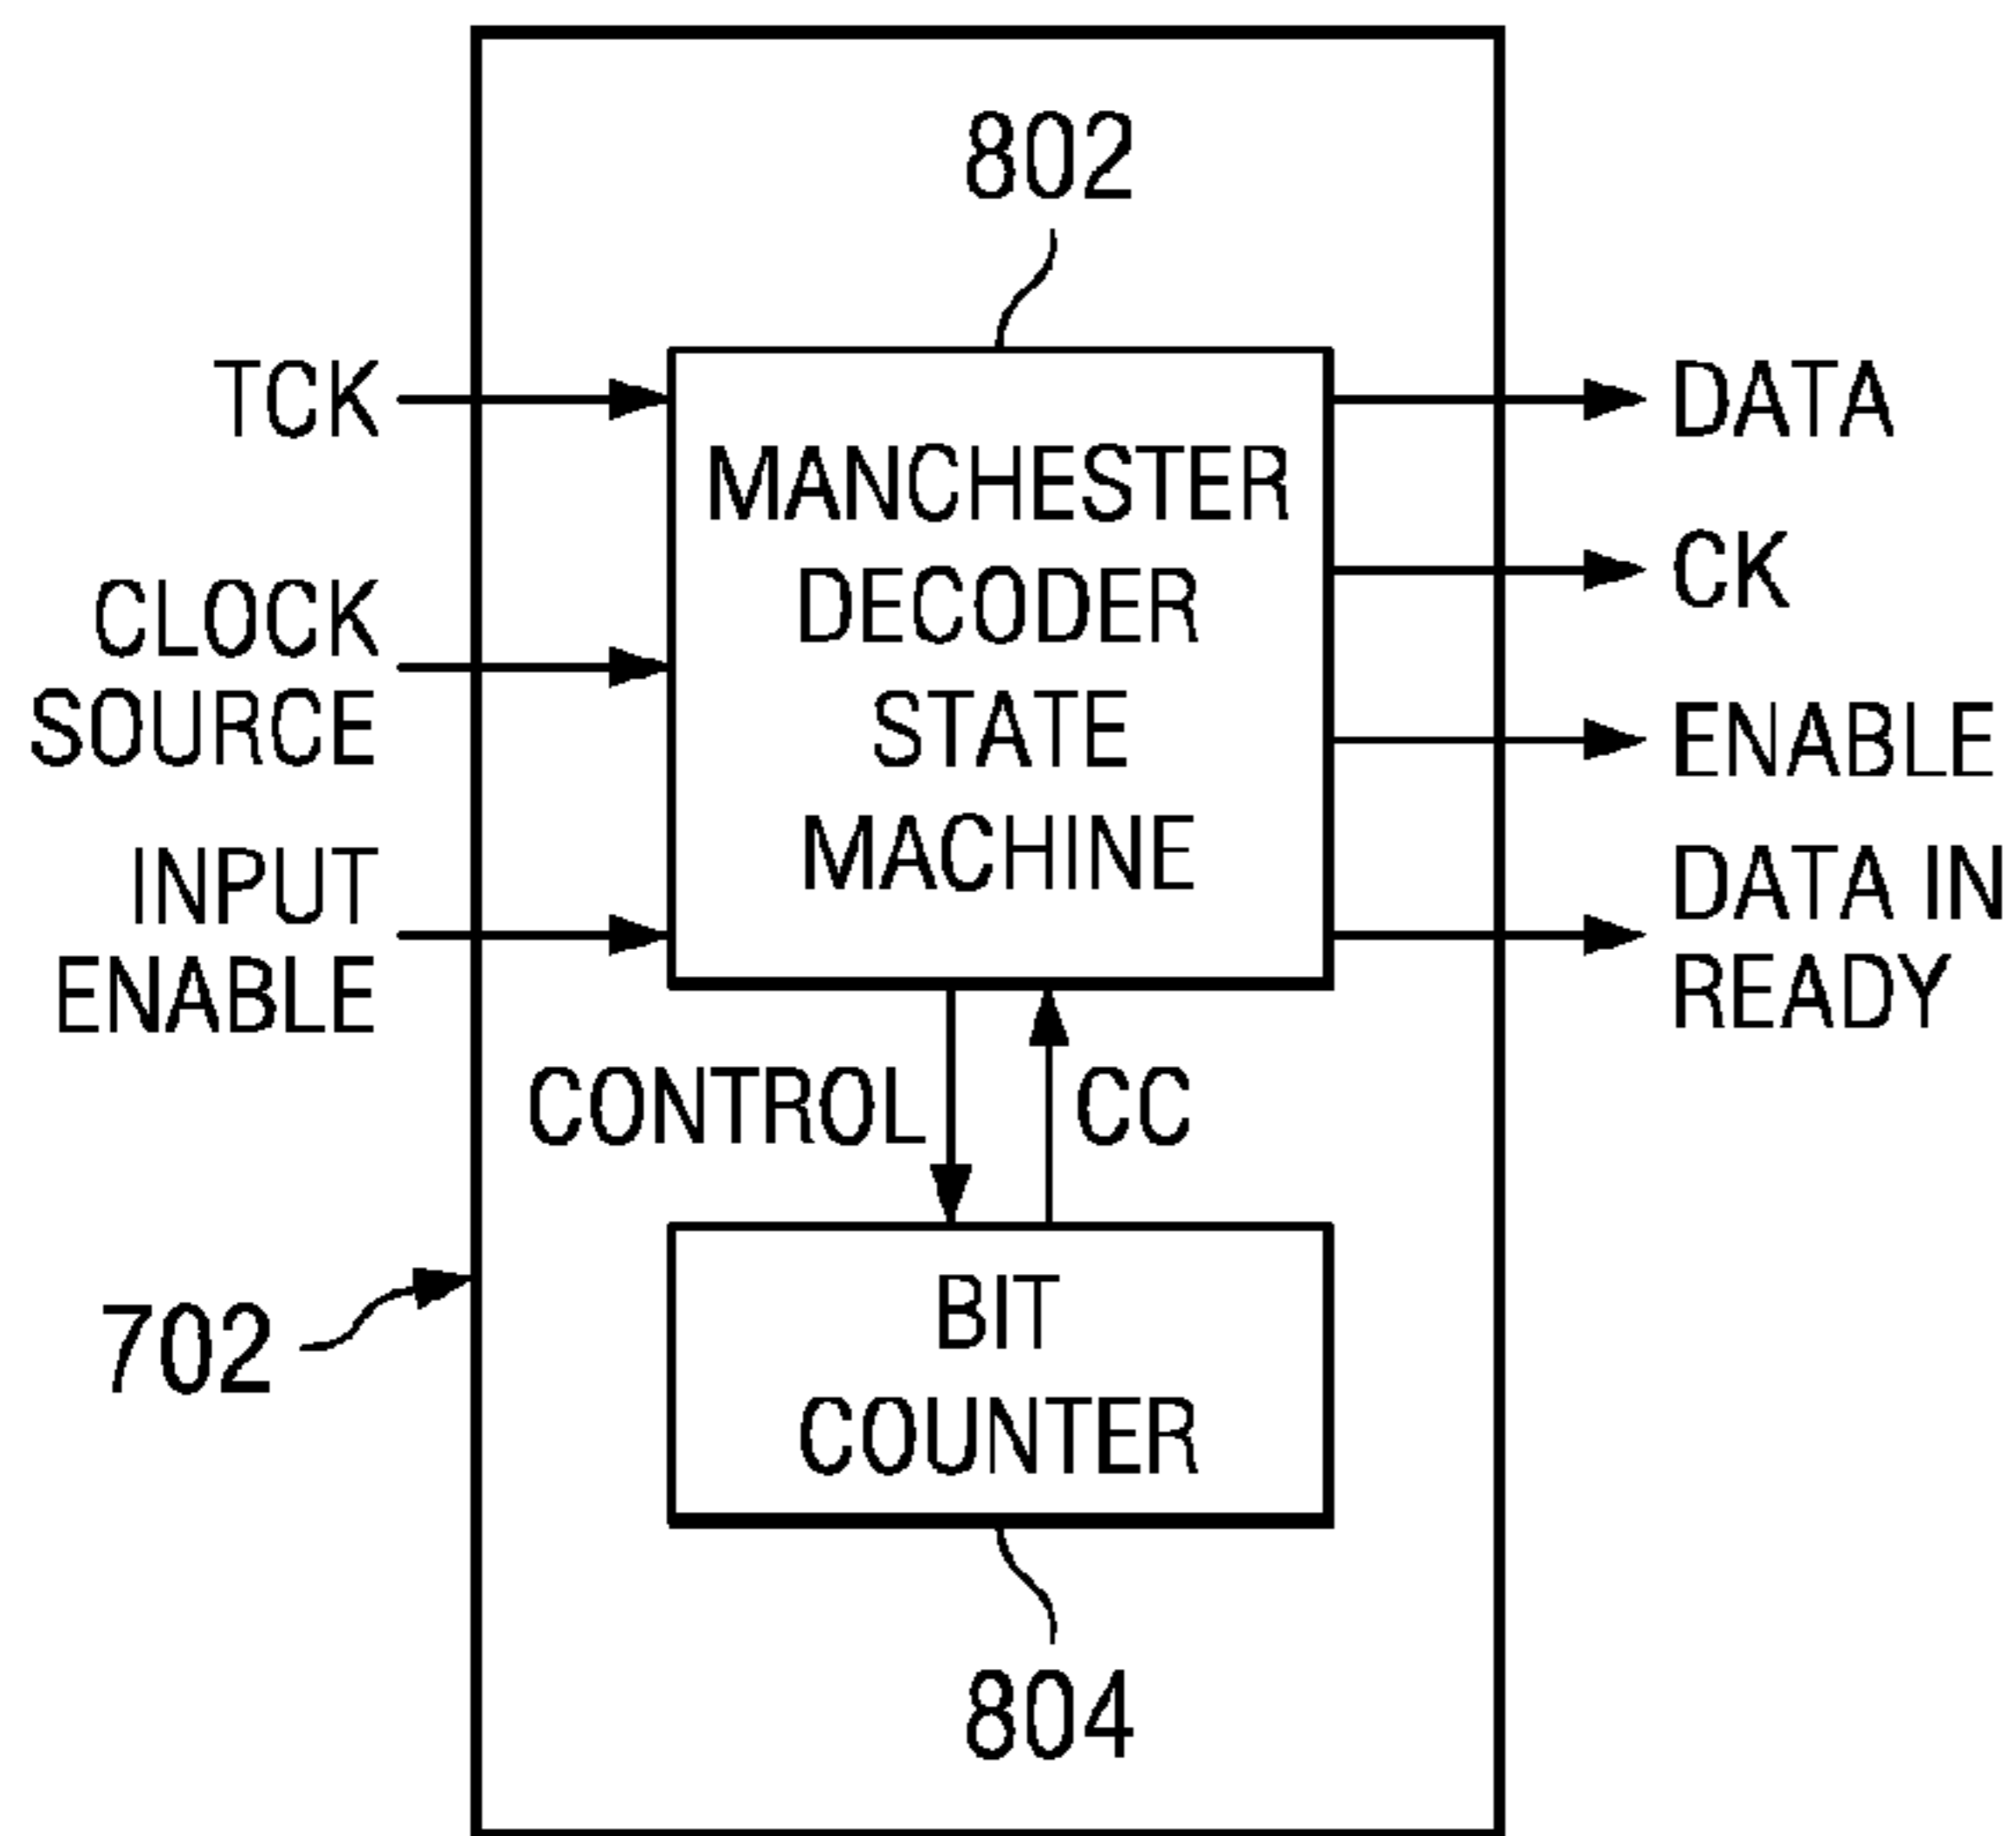 802
TCK
CLOCK
SOURCE
INPUT
ENABLE
MANCHESTER
DECODER
STATE
MACHINE
DATA
CK
ENABLE
DATA IN
READY
CONTROL
CC
BIT
COUNTER
702
804